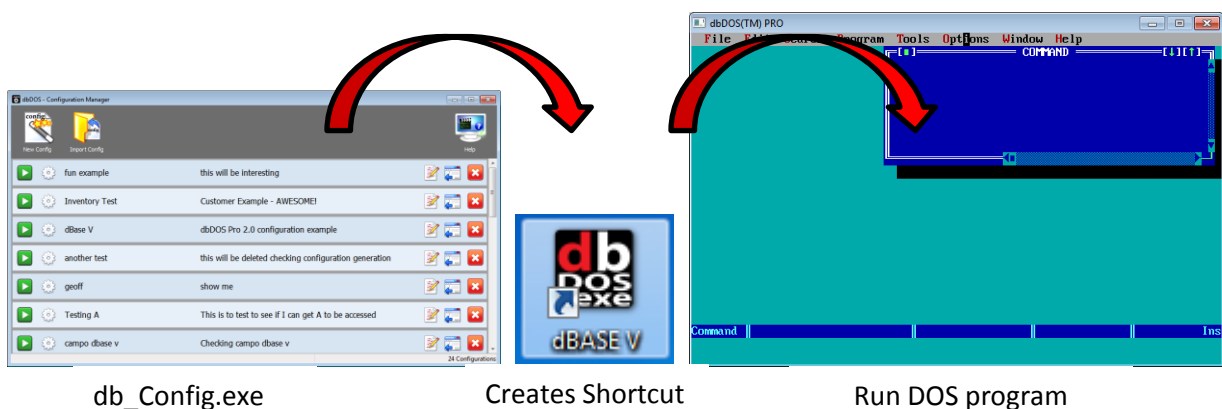 dbDOS - Configuration Manager
config
New Config
Import Config
Help
fun example this will be interesting
Inventory Test Customer Example - AWESOME!
dBase V dbDOS Pro 2.0 configuration example
another test this will be deleted checking configuration generation
geoff show me
Testing A This is to test to see if I can get A to be accessed
campo dbase v Checking campo dbase v
24 Configurations
db_Config.exe
db
DOS
exe
dBASE V
Creates Shortcut
dbDOS(TM) PRO
File Program Tools Options Window Help
COMMAND
Command Ins
Run DOS program